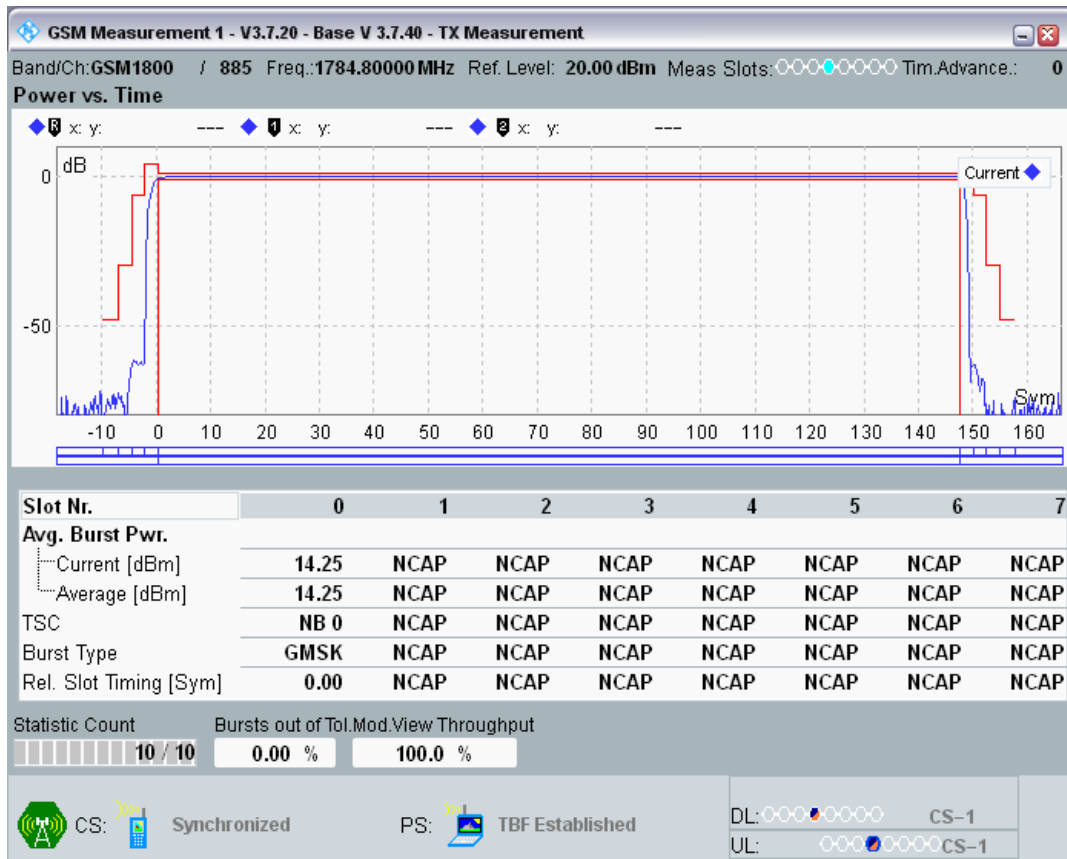 GSM Measurement 1 - V3.7.20 - Base V 3.7.40 - TX Measurement
Band/Ch:GSM1800 / 885 Freq.:1784.80000 MHz Ref. Level: 20.00 dBm Meas Slots: Tim.Advance.: 0
Power vs. Time
R x: y: --- 1 x: y: --- 2 x: y: ---
dB
Current
0
-50
Sym
-10 0 10 20 30 40 50 60 70 80 90 100 110 120 130 140 150 160
Slot Nr. 0 1 2 3 4 5 6 7
Avg. Burst Pwr.
Current [dBm] 14.25 NCAP NCAP NCAP NCAP NCAP NCAP NCAP
Average [dBm] 14.25 NCAP NCAP NCAP NCAP NCAP NCAP NCAP
TSC NB 0 NCAP NCAP NCAP NCAP NCAP NCAP NCAP
Burst Type GMSK NCAP NCAP NCAP NCAP NCAP NCAP NCAP
Rel. Slot Timing [Sym] 0.00 NCAP NCAP NCAP NCAP NCAP NCAP NCAP
Statistic Count Bursts out of Tol. Mod.View Throughput
10 / 10 0.00 % 100.0 %
CS: Synchronized PS: TBF Established
DL: CS-1
UL: CS-1